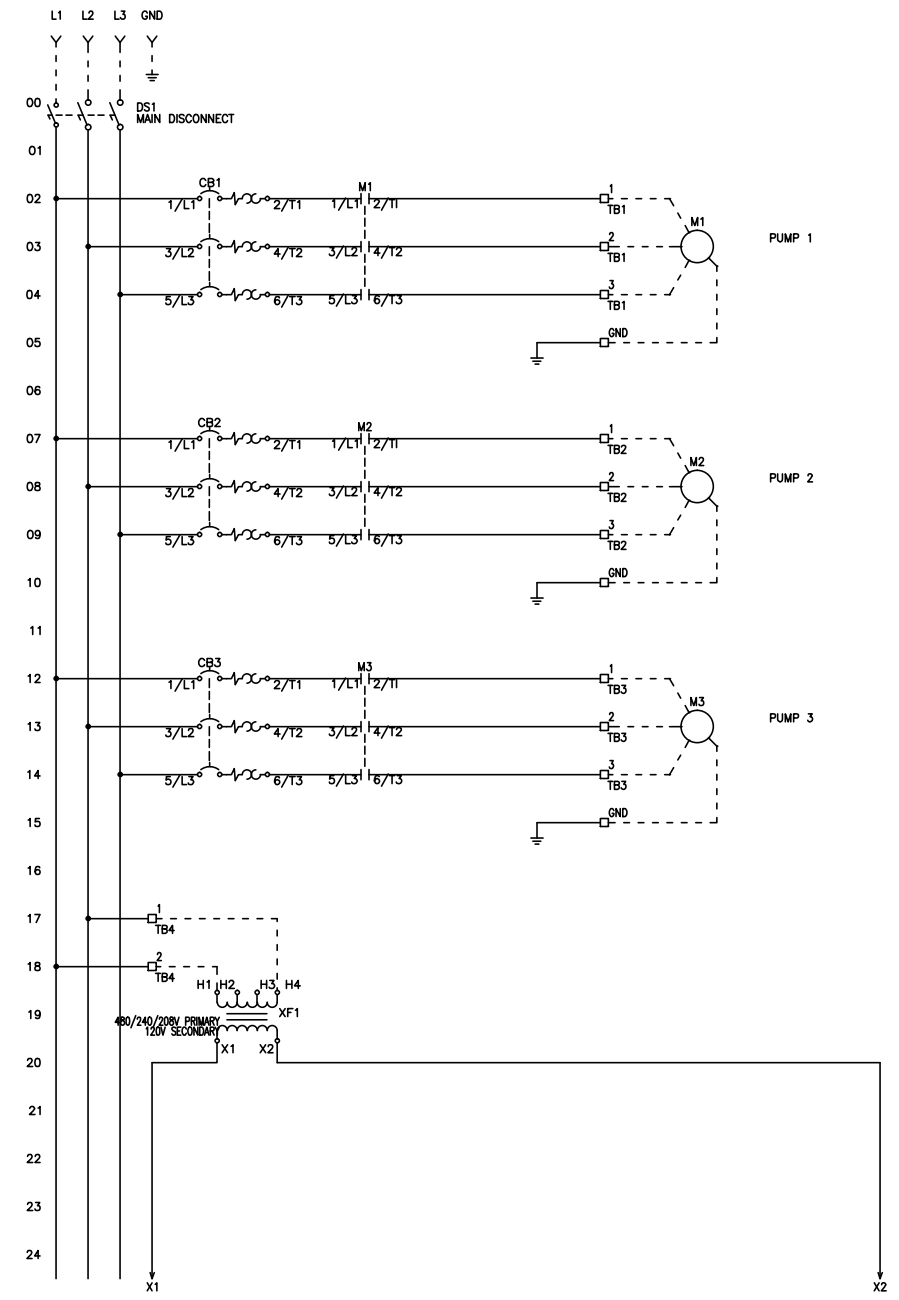 L1 L2 L3 GND
00
DS1
MAIN DISCONNECT
01
CB1
M1
1
02
1/L1 2/T1 1/L1 2/TI
TB1
M1
2
PUMP 1
03
3/L2 4/T2 3/L2 4/T2
TB1
3
04
5/L3 6/T3 5/L3 6/T3
TB1
GND
05
06
CB2
M2
1
07
1/L1 2/T1 1/L1 2/TI
TB2
M2
2
PUMP 2
08
3/L2 4/T2 3/L2 4/T2
TB2
3
09
5/L3 6/T3 5/L3 6/T3
TB2
GND
10
11
CB3
M3
1
12
1/L1 2/T1 1/L1 2/TI
TB3
M3
2
PUMP 3
13
3/L2 4/T2 3/L2 4/T2
TB3
3
14
5/L3 6/T3 5/L3 6/T3
TB3
GND
15
16
1
17
TB4
2
18
TB4
H1 H2 H3 H4
19
XF1
480/240/208V PRIMARY
120V SECONDARY
X1 X2
20
21
22
23
24
X1 X2